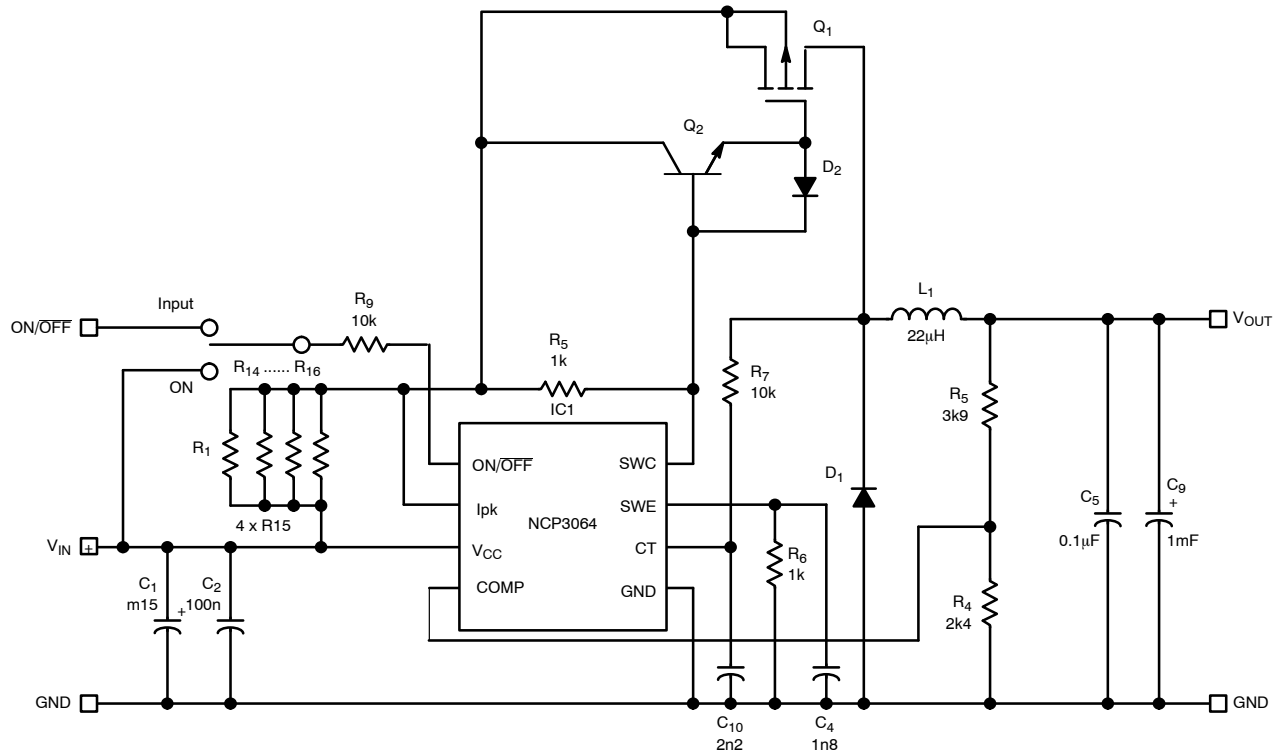 Q1
Q2
D2
Input
ON/OFF
R9
10k
L1
22µH
VOUT
R14 ...... R16
ON
R5
1k
IC1
R7
10k
R5
3k9
R1
ON/OFF
SWC
D1
Ipk
SWE
NCP3064
4 x R15
VIN
+
VCC
CT
R6
1k
C5
0.1µF
C9
+
1mF
COMP
GND
C1
m15
+
C2
100n
R4
2k4
GND
GND
C10
2n2
C4
1n8